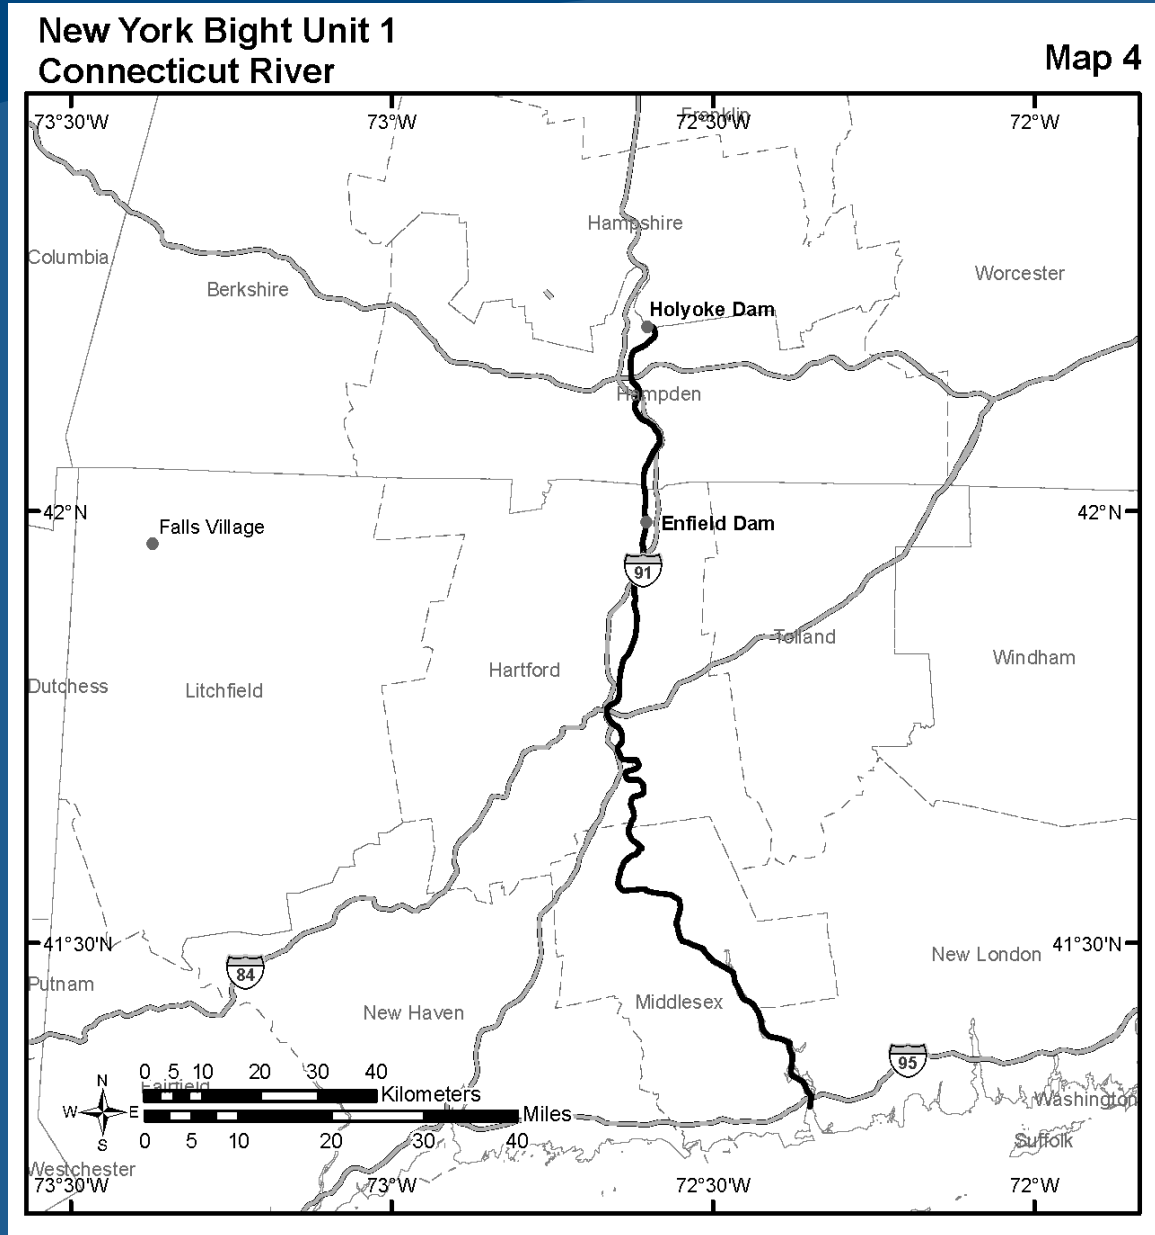 New York Bight Unit 1
Connecticut River
Map 4
73°30'W
73°W
72°30'W
72°W
Franklin
Hampshire
Columbia
Berkshire
Worcester
Holyoke Dam
Hampden
42°N
42°N
Falls Village
Enfield Dam
91
Tolland
Hartford
Windham
Dutchess
Litchfield
41°30'N
41°30'N
New London
84
Putnam
Middlesex
New Haven
95
0 5 10 20 30 40
Fairfield
Kilometers
N
W E
S
Miles
0 5 10 20 30 40
Washington
Suffolk
Westchester
73°30'W
73°W
72°30'W
72°W